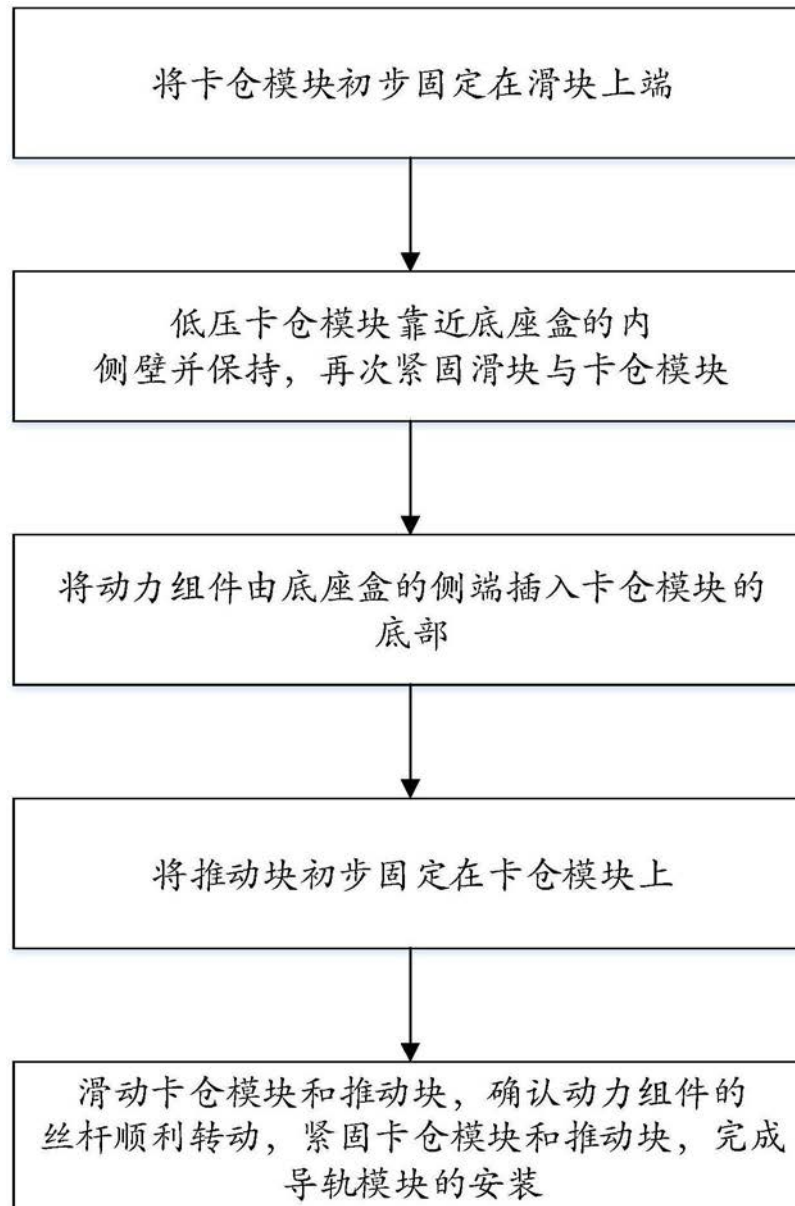 将卡仓模块初步固定在滑块上端
低压卡仓模块靠近底座盒的内
侧壁并保持，再次紧固滑块与卡仓模块
将动力组件由底座盒的侧端插入卡仓模块的
底部
将推动块初步固定在卡仓模块上
滑动卡仓模块和推动块，确认动力组件的
丝杆顺利转动，紧固卡仓模块和推动块，完成
导轨模块的安装